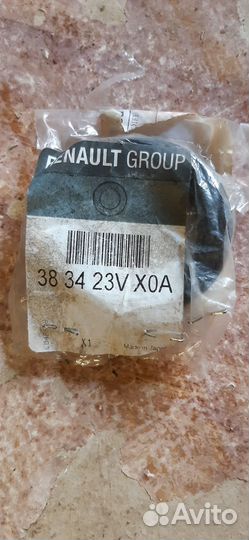 RENAULT GROUP
38 34 23V X0A
X1
Made in Japan
Avito